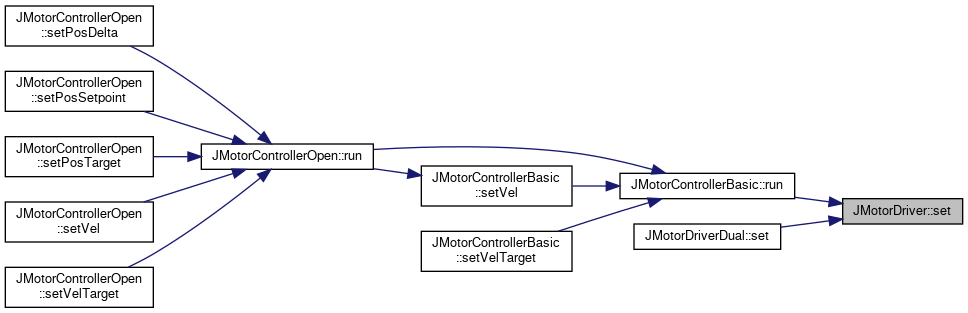 JMotorControllerOpen
::setPosDelta
JMotorControllerOpen
::setPosSetpoint
JMotorControllerOpen
::setPosTarget
JMotorControllerOpen
::setVel
JMotorControllerOpen
::setVelTarget
JMotorControllerOpen::run
JMotorControllerBasic
::setVel
JMotorControllerBasic
::setVelTarget
JMotorControllerBasic::run
JMotorDriverDual::set
JMotorDriver::set